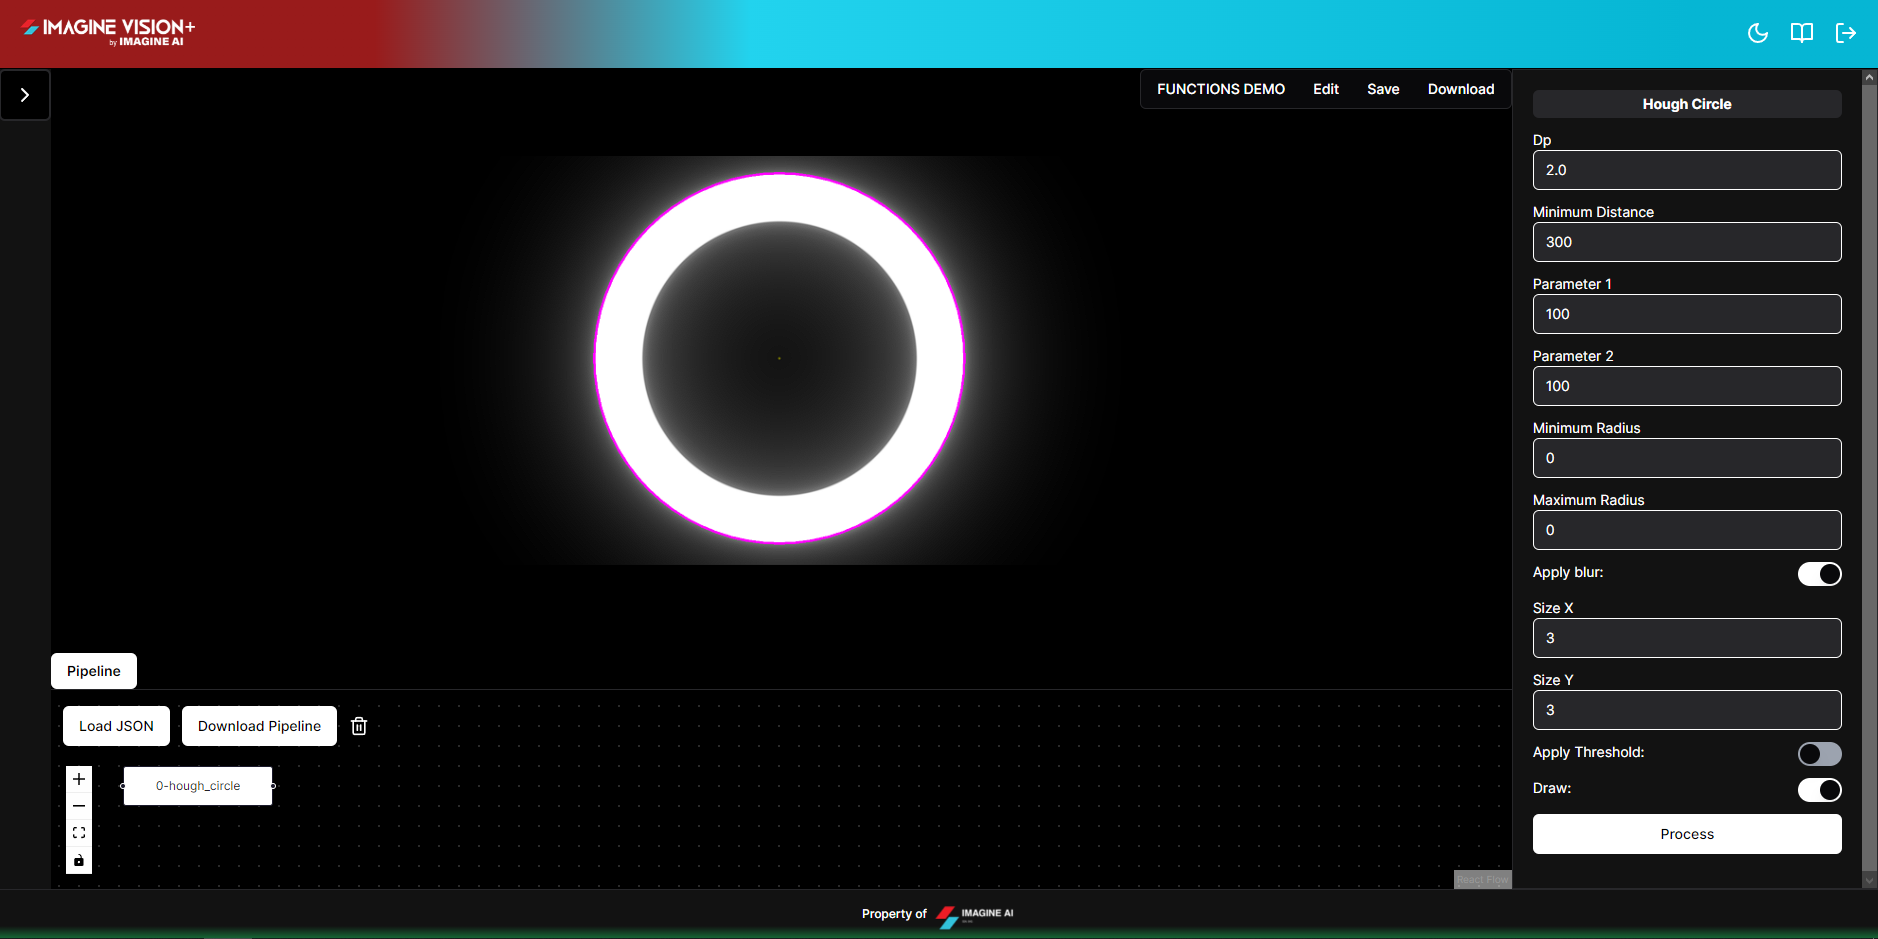 IMAGINE VISION+
by IMAGINE AI
FUNCTIONS DEMO Edit Save Download
Hough Circle
Dp
2.0
Minimum Distance
300
Parameter 1
100
Parameter 2
100
Minimum Radius
0
Maximum Radius
0
Apply blur:
Size X
3
Size Y
3
Apply Threshold:
Draw:
Process
Pipeline
Load JSON Download Pipeline
0-hough_circle
React Flow
Property of IMAGINE AI